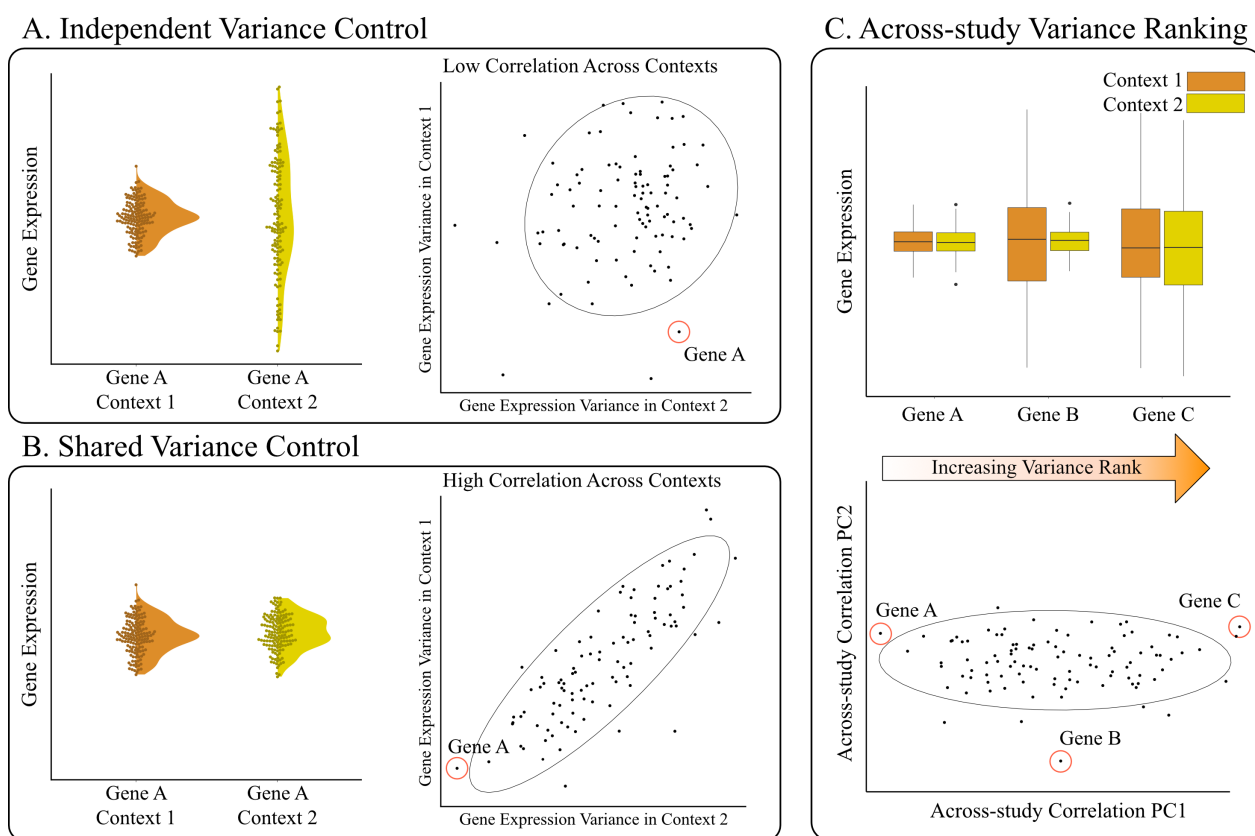 A. Independent Variance Control
Gene Expression
Gene A
Context 1
Gene A
Context 2
Low Correlation Across Contexts
Gene Expression Variance in Context 1
Gene A
Gene Expression Variance in Context 2
B. Shared Variance Control
Gene Expression
Gene A
Context 1
Gene A
Context 2
High Correlation Across Contexts
Gene Expression Variance in Context 1
Gene A
Gene Expression Variance in Context 2
C. Across-study Variance Ranking
Context 1
Context 2
Gene Expression
Gene A
Gene B
Gene C
Increasing Variance Rank
Across-study Correlation PC2
Gene A
Gene C
Gene B
Across-study Correlation PC1